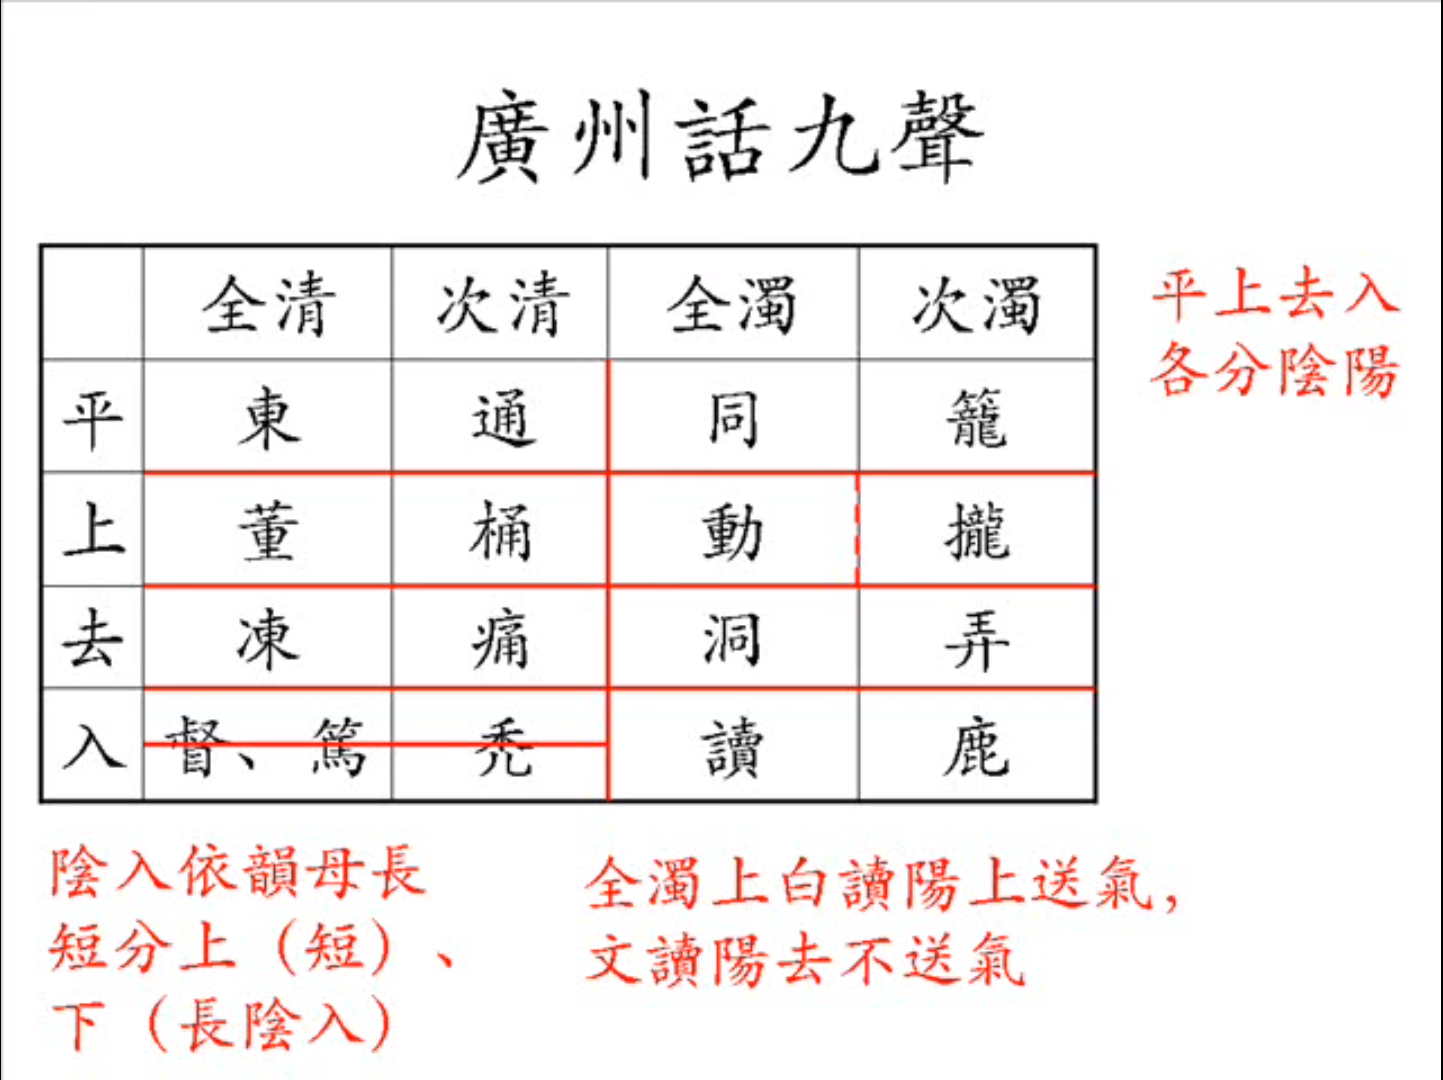 廣州話九聲
全清 次清 全濁 次濁
平 東 通 同 籠
上 董 桶 動 攏
去 凍 痛 洞 弄
入 督、篤 禿 讀 鹿
平上去入
各分陰陽
陰入依韻母長
短分上（短）、
下（長陰入）
全濁上白讀陽上送氣，
文讀陽去不送氣